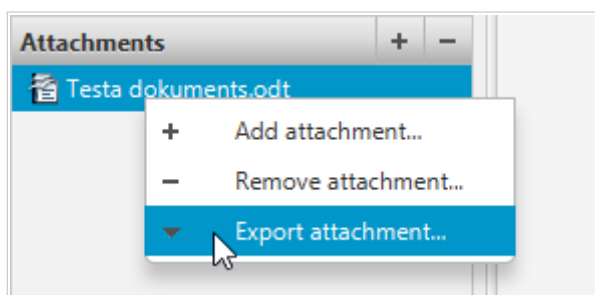 Attachments + −
Testa dokuments.odt
+ Add attachment...
− Remove attachment...
Export attachment...